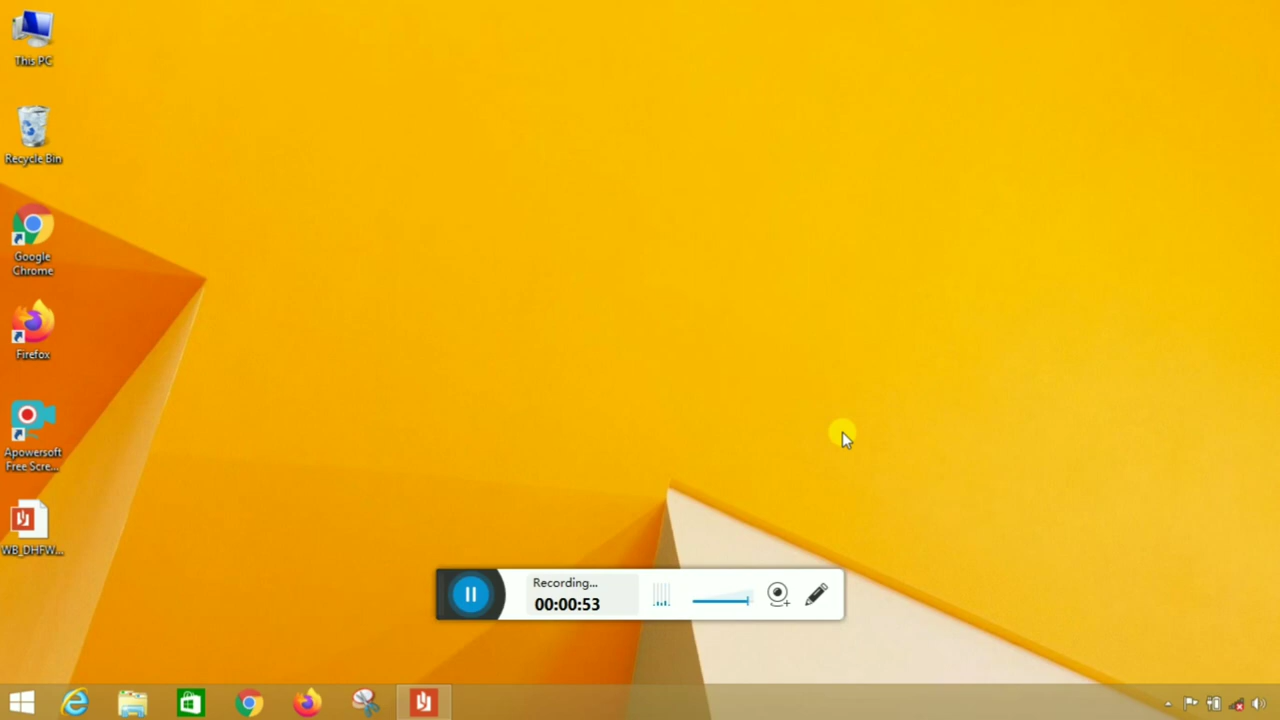 This PC
Recycle Bin
Google
Chrome
Firefox
Apowersoft
Free Scre...
WB_DHFW...
Recording...
00:00:53